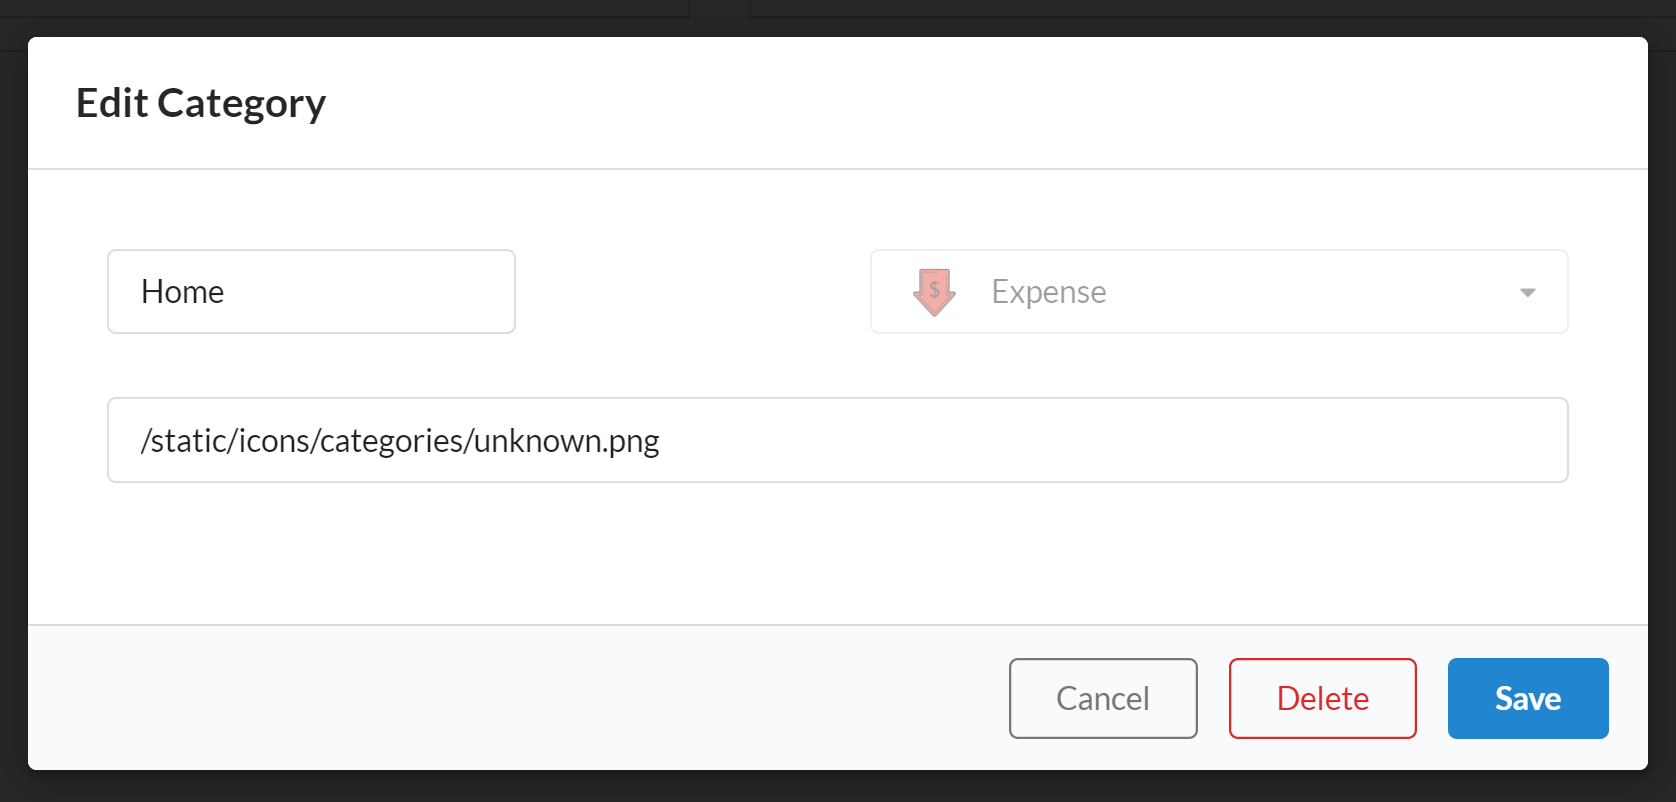 Edit Category
Home
$ Expense
/static/icons/categories/unknown.png
Cancel Delete Save